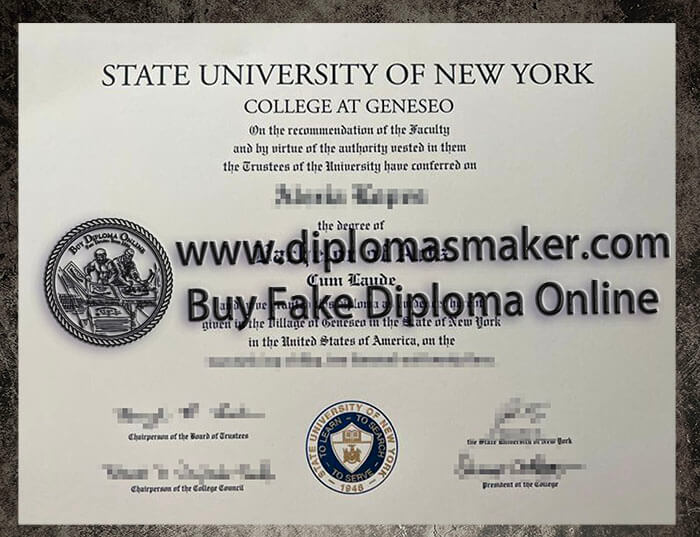 STATE UNIVERSITY OF NEW YORK
COLLEGE AT GENESEO
On the recommendation of the Faculty
and by virtue of the authority vested in them
the Trustees of the University have conferred on
the degree of
www.diplomasmaker.com
BUY DIPLOMA ONLINE
Cum Laude
Buy Fake Diploma Online
given in the Village of Geneseo in the State of New York
in the United States of America, on the
STATE UNIVERSITY OF NEW YORK
TO LEARN - TO SEARCH
TO SERVE
1948
Chairperson of the Board of Trustees
the State University of New York
Chairperson of the College Council
President of the College